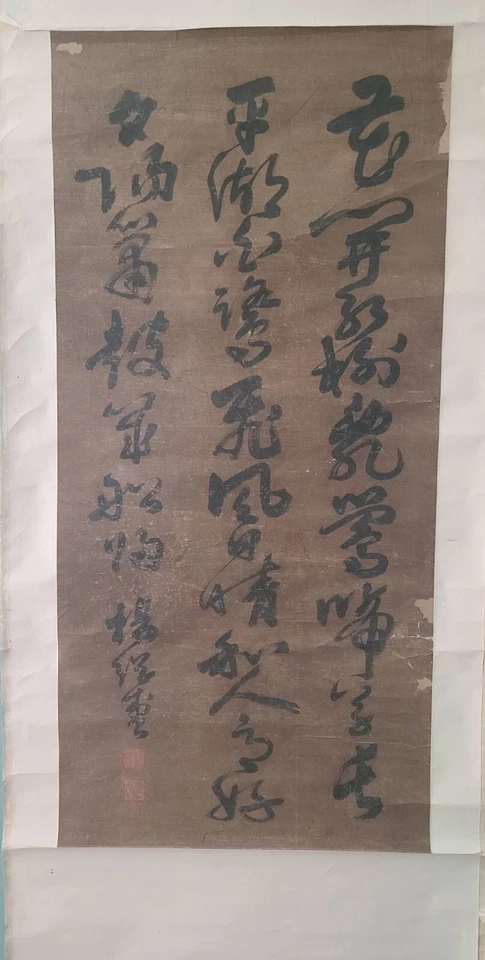 花開紅樹亂鶯啼草長
平湖白鷺飛風日晴和人意好
夕陽簫鼓幾船歸 楊繼盛